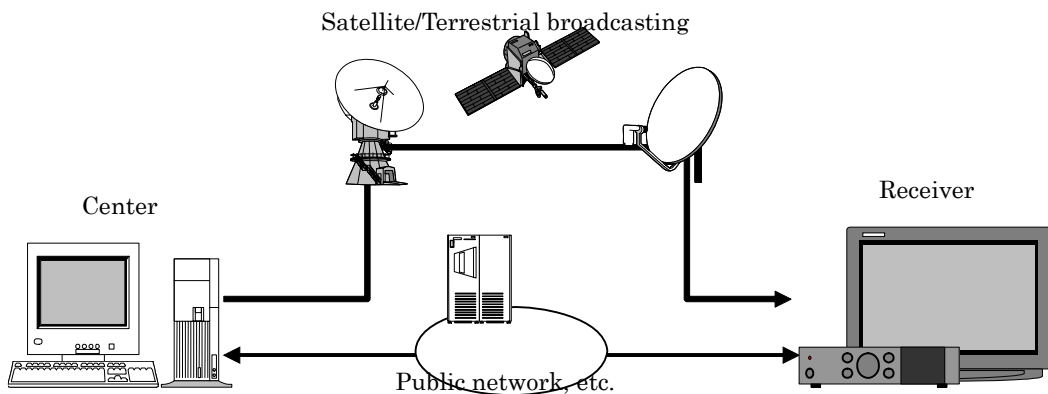 Satellite/Terrestrial broadcasting
Center
Receiver
Public network, etc.